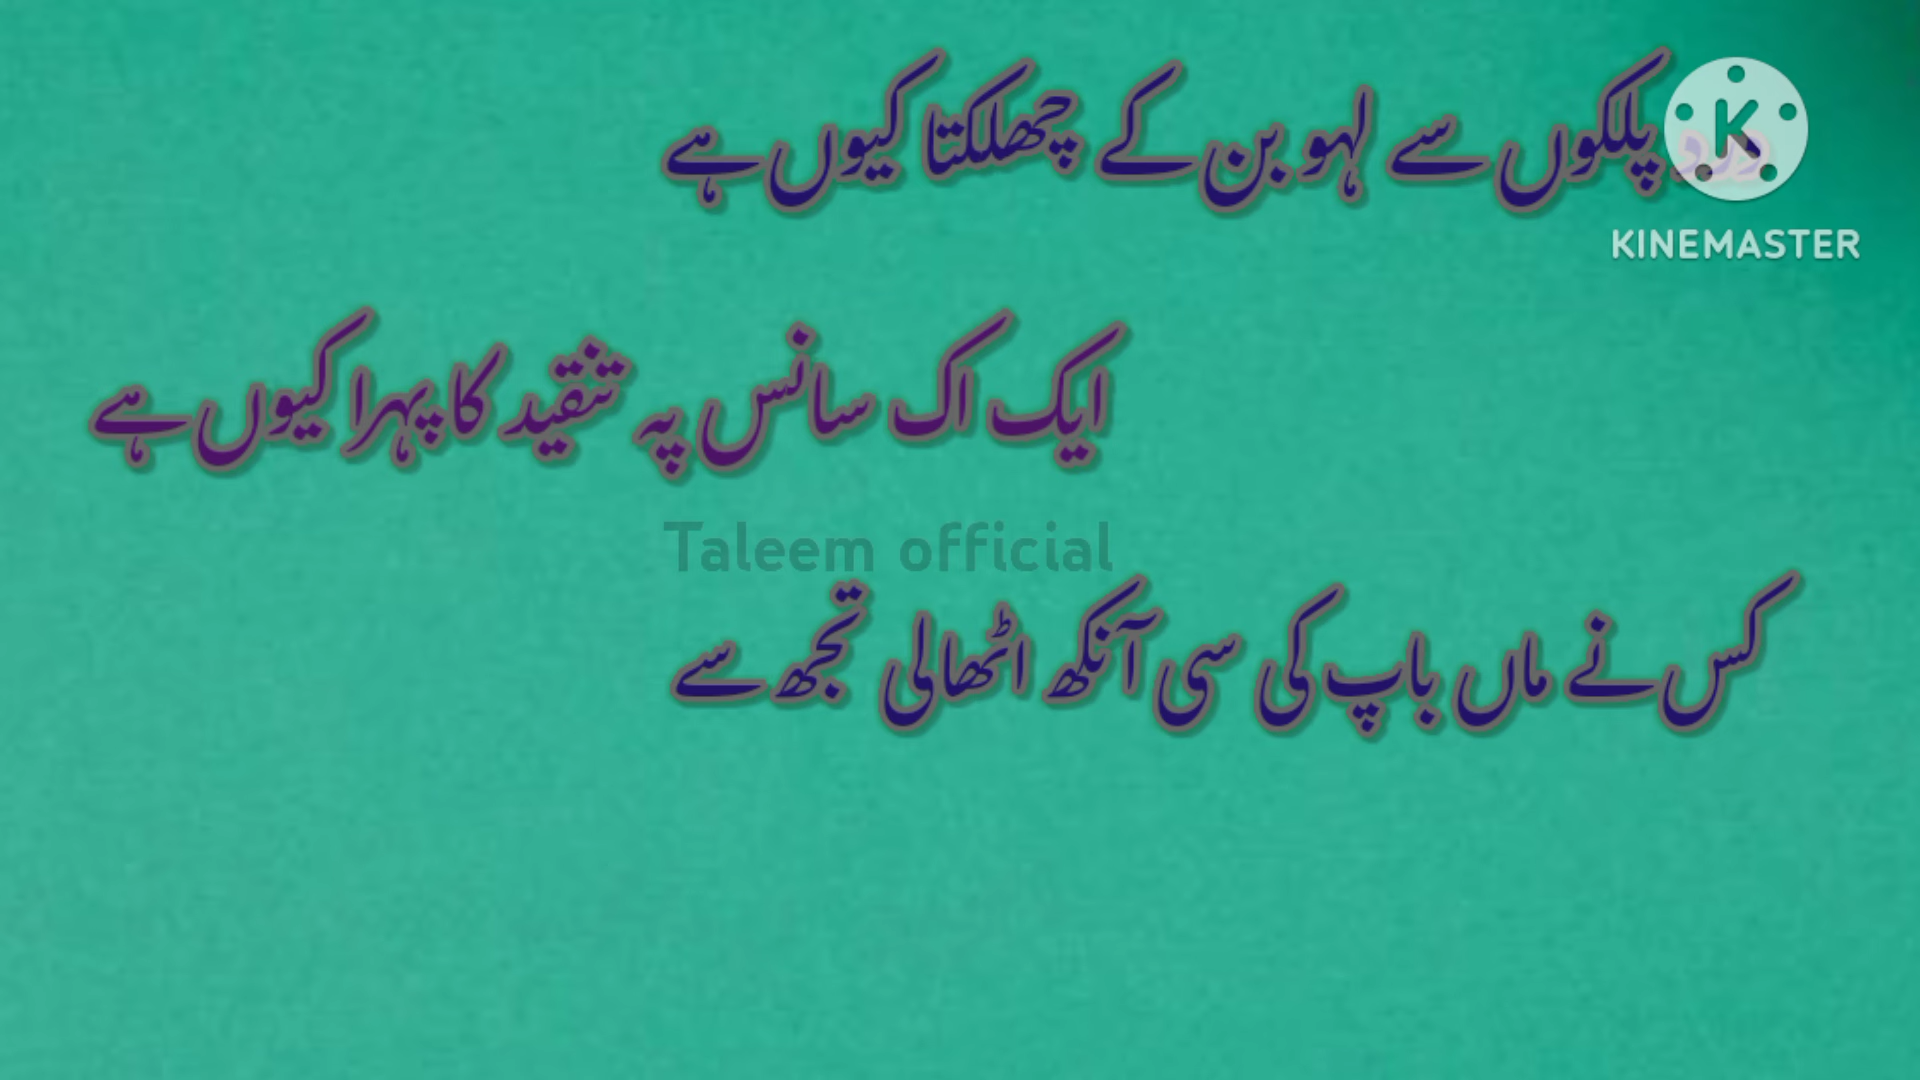 درد پلکوں سے لہو بن کے چھلکتا کیوں ہے
KINEMASTER
ایک اک سانس پہ تنقید کا پہرا کیوں ہے
Taleem official
کس نے ماں باپ کی سی آنکھ اٹھالی تجھ سے